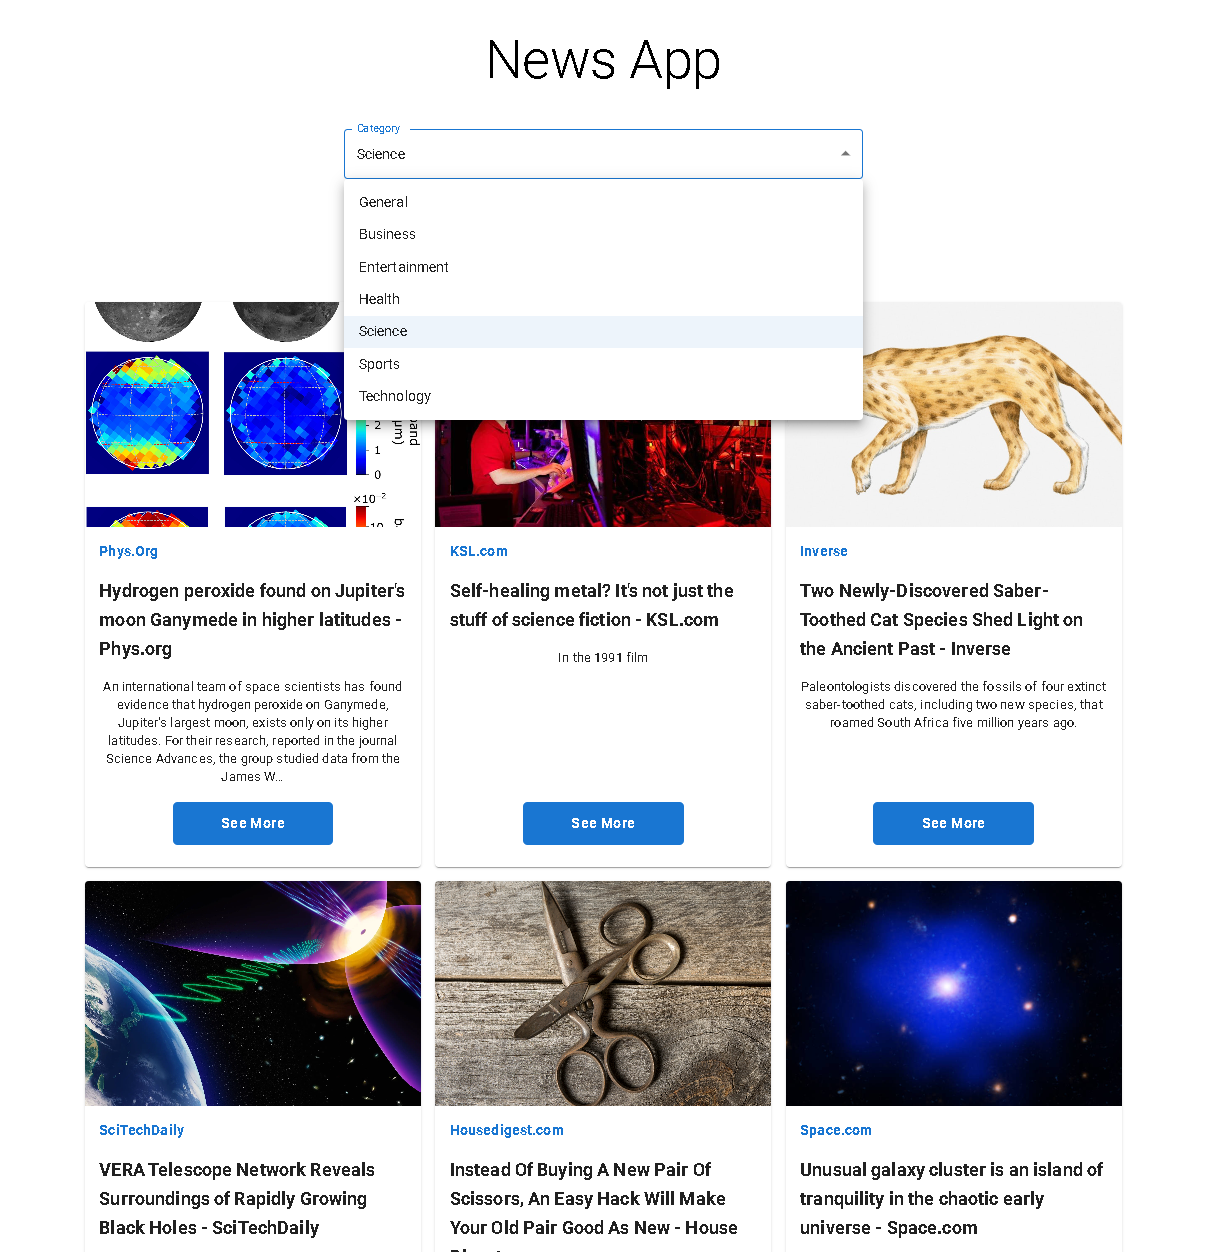 News App
Category
Science
General
Business
Entertainment
Health
Science
Sports
Technology
2
1
0
×10⁻²
Phys.Org
Hydrogen peroxide found on Jupiter's
moon Ganymede in higher latitudes -
Phys.org
An international team of space scientists has found
evidence that hydrogen peroxide on Ganymede,
Jupiter's largest moon, exists only on its higher
latitudes. For their research, reported in the journal
Science Advances, the group studied data from the
James W...
See More
KSL.com
Self-healing metal? It's not just the
stuff of science fiction - KSL.com
In the 1991 film
See More
Inverse
Two Newly-Discovered Saber-
Toothed Cat Species Shed Light on
the Ancient Past - Inverse
Paleontologists discovered the fossils of four extinct
saber-toothed cats, including two new species, that
roamed South Africa five million years ago.
See More
SciTechDaily
VERA Telescope Network Reveals
Surroundings of Rapidly Growing
Black Holes - SciTechDaily
Housedigest.com
Instead Of Buying A New Pair Of
Scissors, An Easy Hack Will Make
Your Old Pair Good As New - House
Space.com
Unusual galaxy cluster is an island of
tranquility in the chaotic early
universe - Space.com